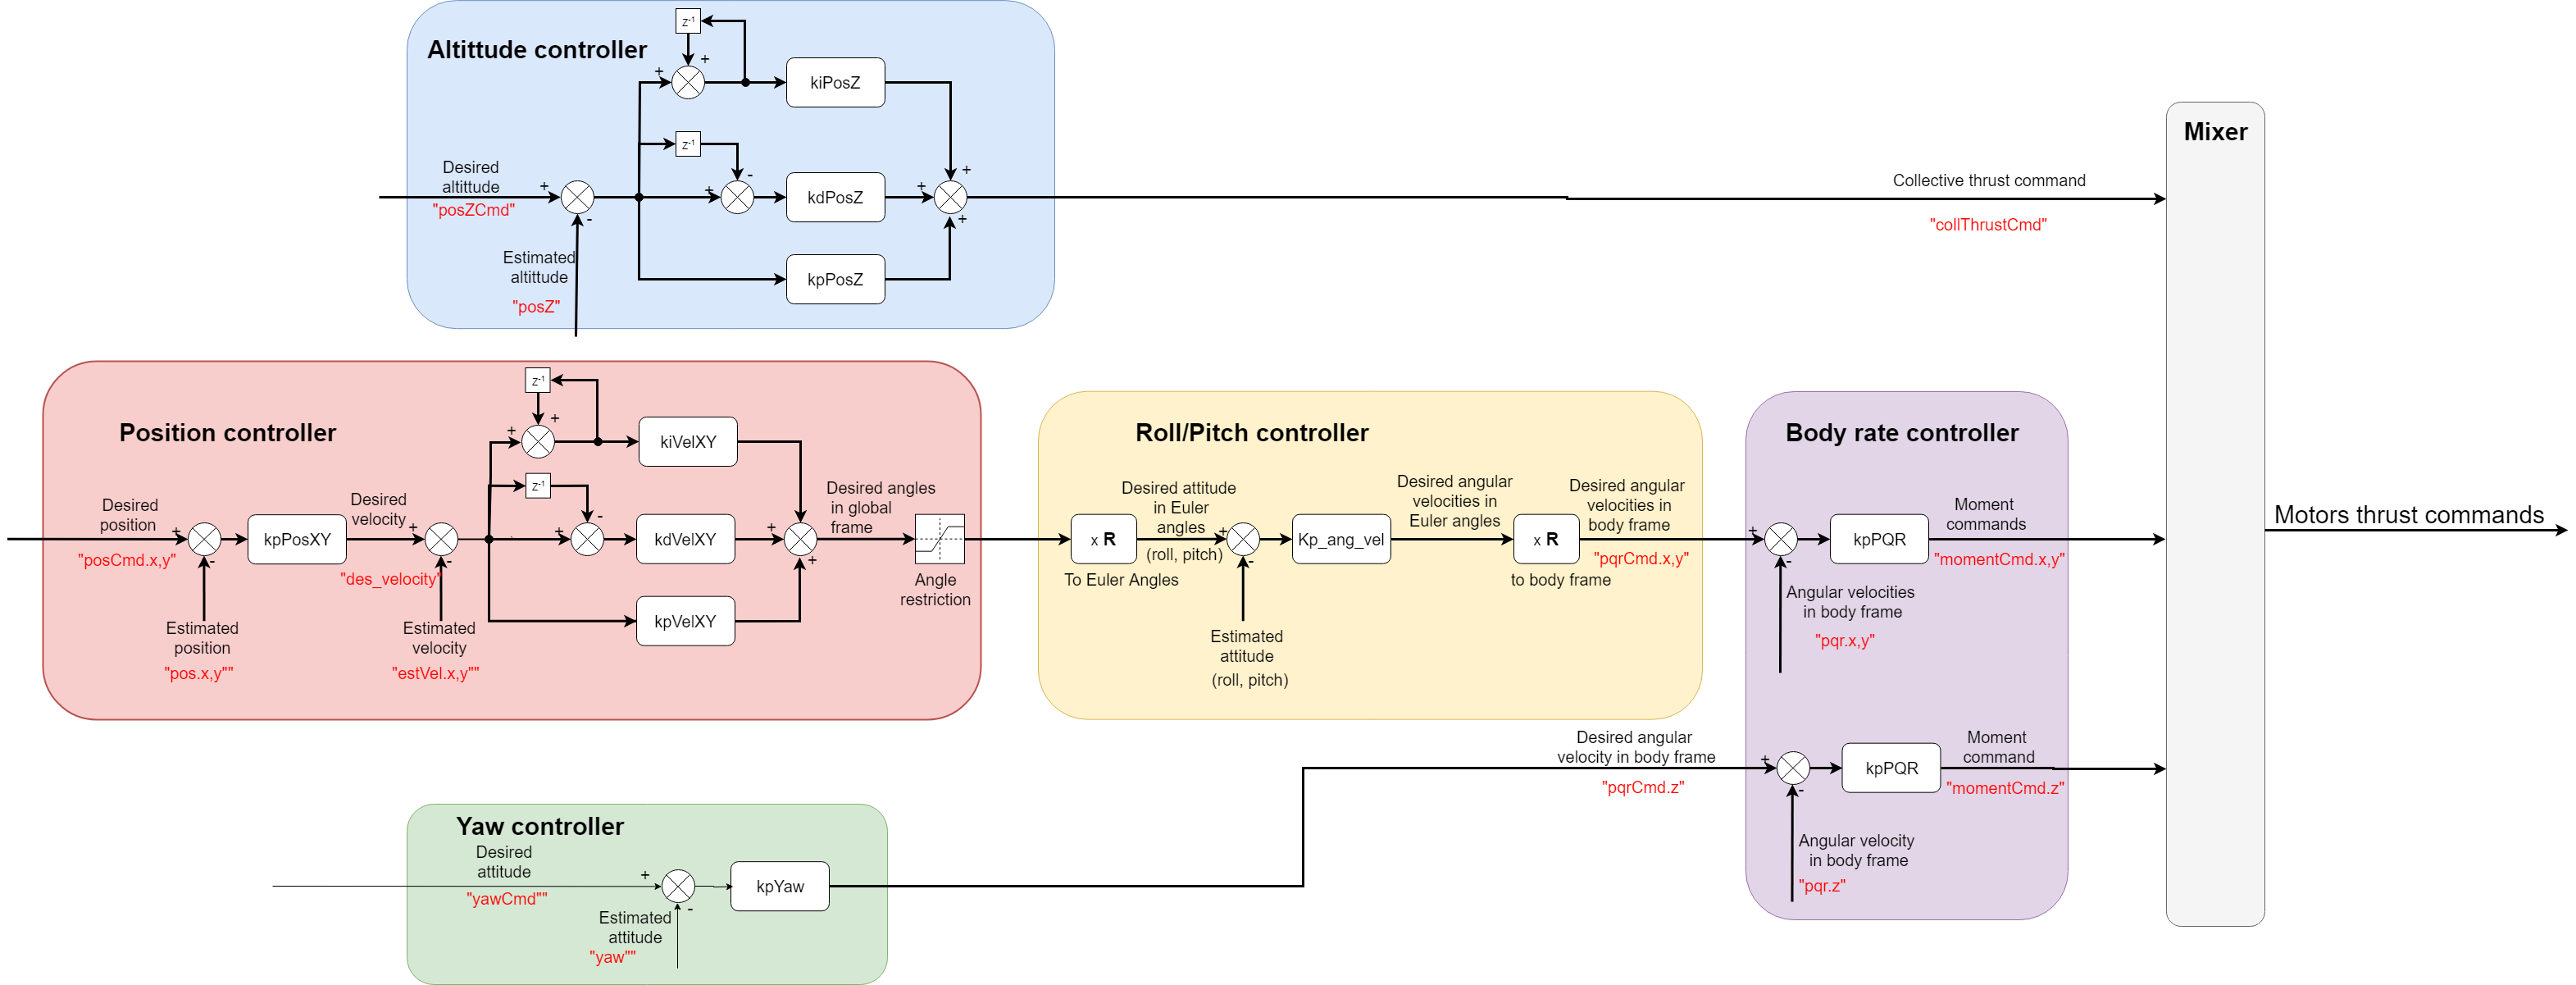 Altittude controller
z-1
+
+
kiPosZ
z-1
-
+
kdPosZ
+
+
+
kpPosZ
Desired
altittude
+
"posZCmd"
-
Estimated
altittude
"posZ"
Collective thrust command
"collThrustCmd"
Mixer
Motors thrust commands
Position controller
Desired
position
+
"posCmd.x,y"
-
Estimated
position
"pos.x,y""
kpPosXY
Desired
velocity
+
"des_velocity"
-
Estimated
velocity
"estVel.x,y""
z-1
+
+
kiVelXY
z-1
-
+
kdVelXY
+
+
kpVelXY
Desired angles
in global
frame
Angle
restriction
Roll/Pitch controller
x R
To Euler Angles
Desired attitude
in Euler
angles
(roll, pitch)
+
-
Estimated
attitude
(roll, pitch)
Kp_ang_vel
Desired angular
velocities in
Euler angles
x R
to body frame
Desired angular
velocities in
body frame
"pqrCmd.x,y"
Body rate controller
+
-
kpPQR
Moment
commands
"momentCmd.x,y"
Angular velocities
in body frame
"pqr.x,y"
Desired angular
velocity in body frame
"pqrCmd.z"
+
-
kpPQR
Moment
command
"momentCmd.z"
Angular velocity
in body frame
"pqr.z"
Yaw controller
Desired
attitude
"yawCmd""
+
-
Estimated
attitude
"yaw""
kpYaw